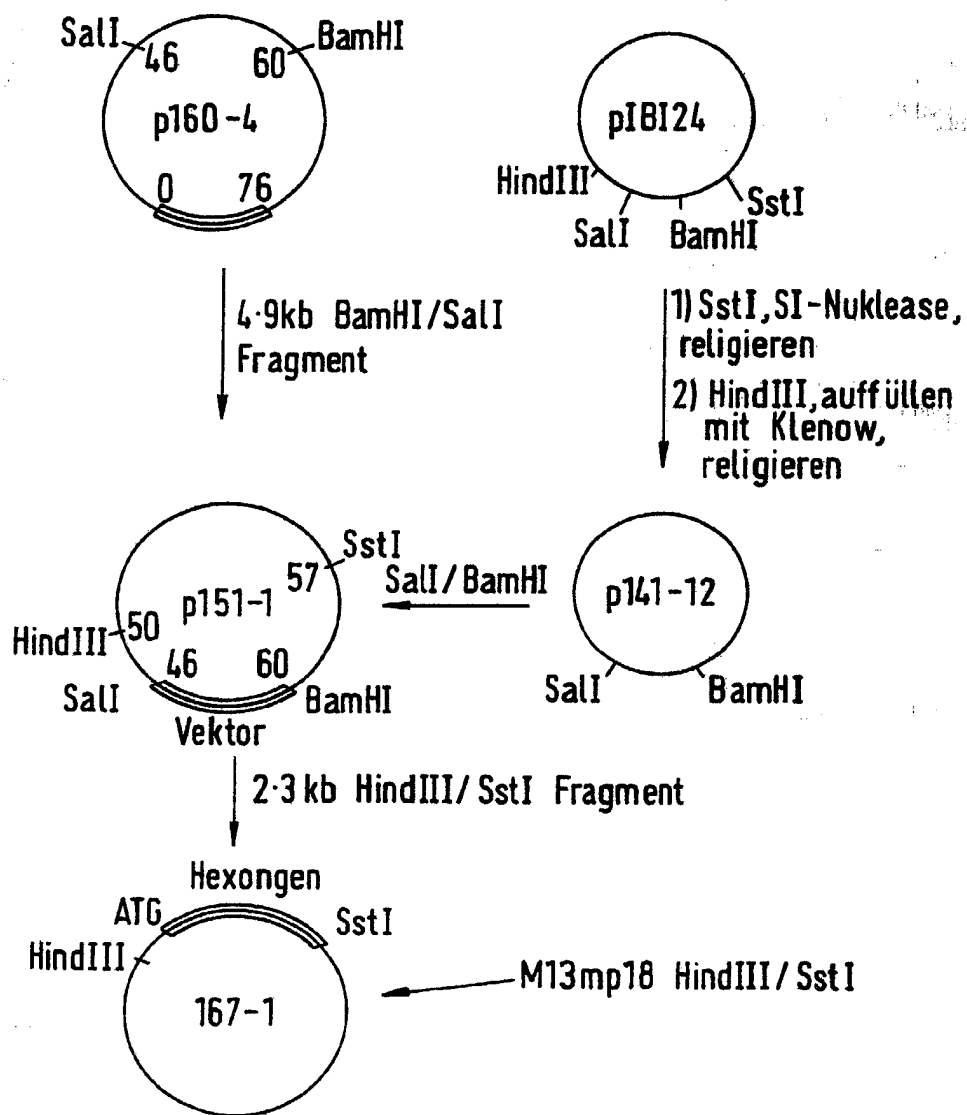 SalI
46
60
BamHI
p160-4
0
76
pIBI24
HindIII
SalI
BamHI
SstI
4·9kb BamHI/SalI
Fragment
1) SstI, SI-Nuklease,
religieren
2) HindIII, auffüllen
mit Klenow,
religieren
SstI
57
p151-1
HindIII
50
46
60
SalI
BamHI
Vektor
SalI/BamHI
p141-12
SalI
BamHI
2·3 kb HindIII/SstI Fragment
Hexongen
ATG
SstI
HindIII
167-1
M13mp18 HindIII/SstI